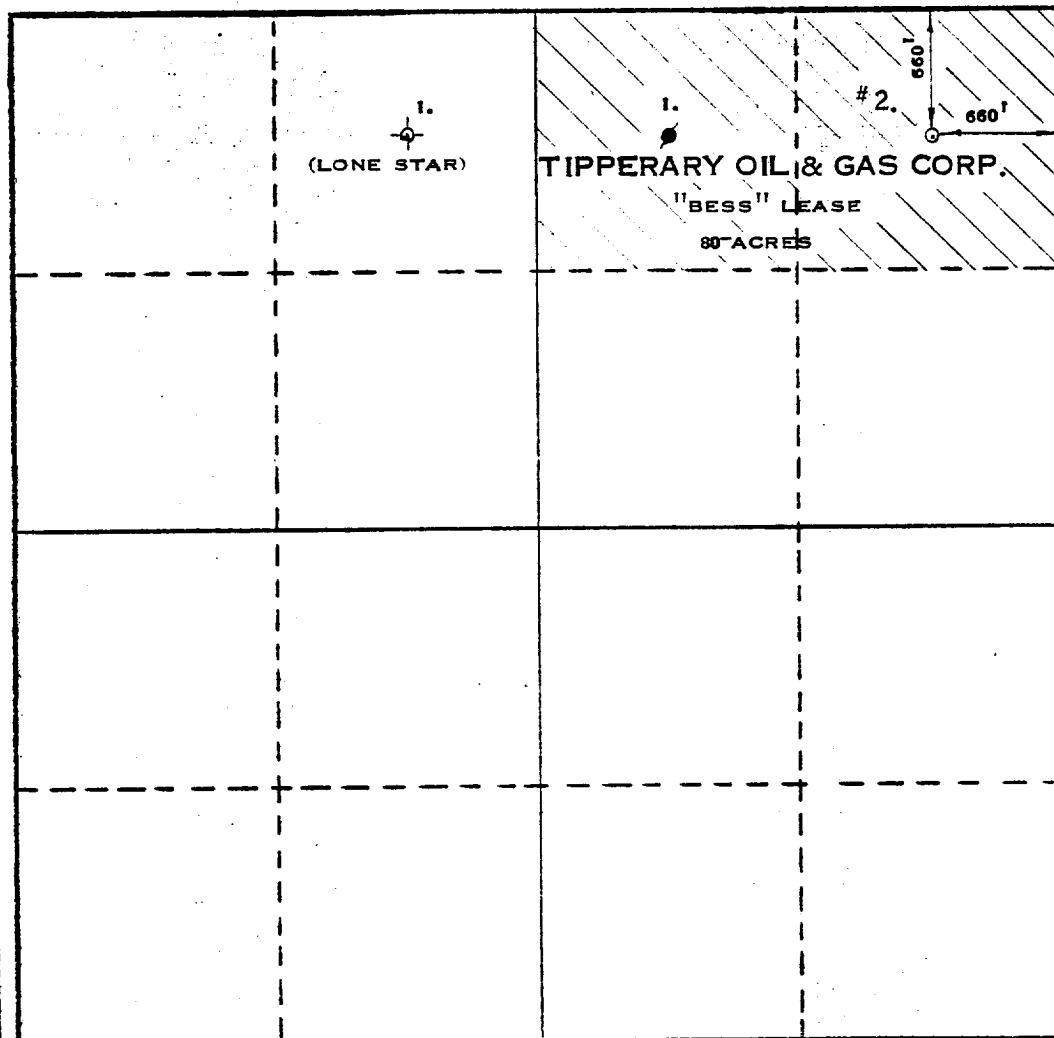 660'
#2.
660'
1.
1.
(LONE STAR)
TIPPERARY OIL & GAS CORP.
"BESS" LEASE
80-ACRES